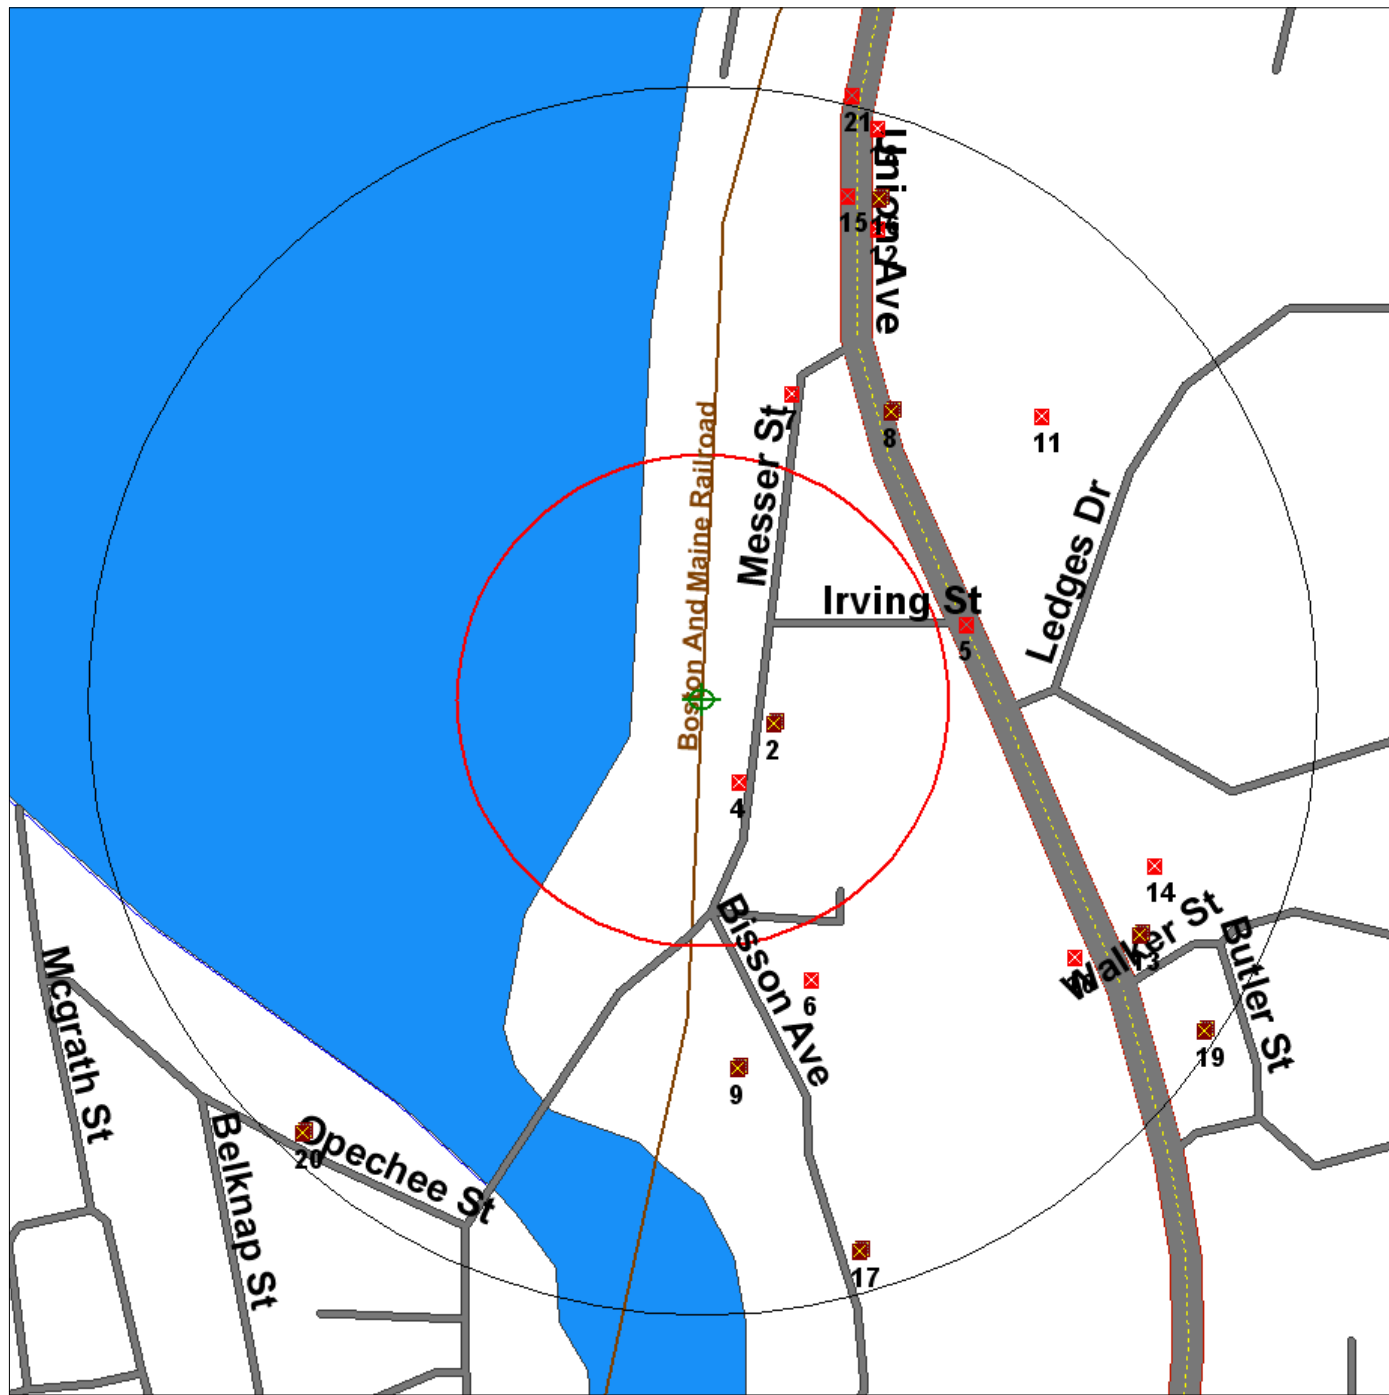 21
Union Ave
15
12
7
8
11
Messer St
Boston And Maine Railroad
Ledges Dr
Irving St
5
2
4
14
Walker St
Butler St
Bisson Ave
6
Mcgrath St
19
9
Opechee St
20
Belknap St
17